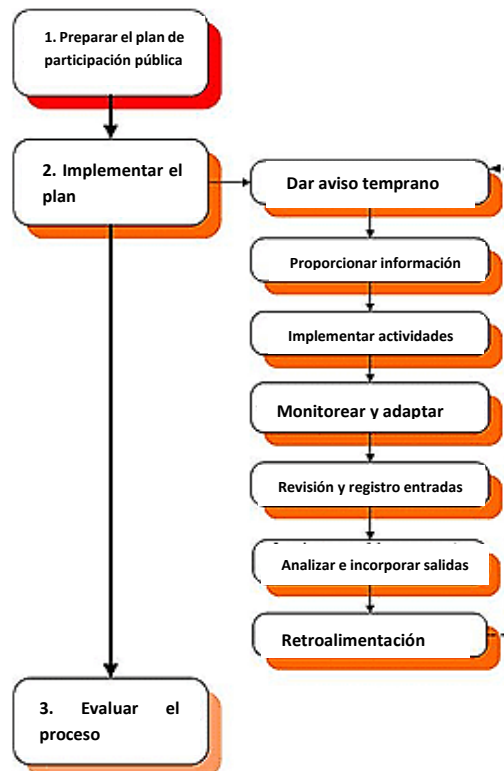 1. Preparar el plan de
participación pública
2. Implementar el
plan
Dar aviso temprano
Proporcionar información
Implementar actividades
Monitorear y adaptar
Revisión y registro entradas
Analizar e incorporar salidas
Retroalimentación
3. Evaluar el
proceso